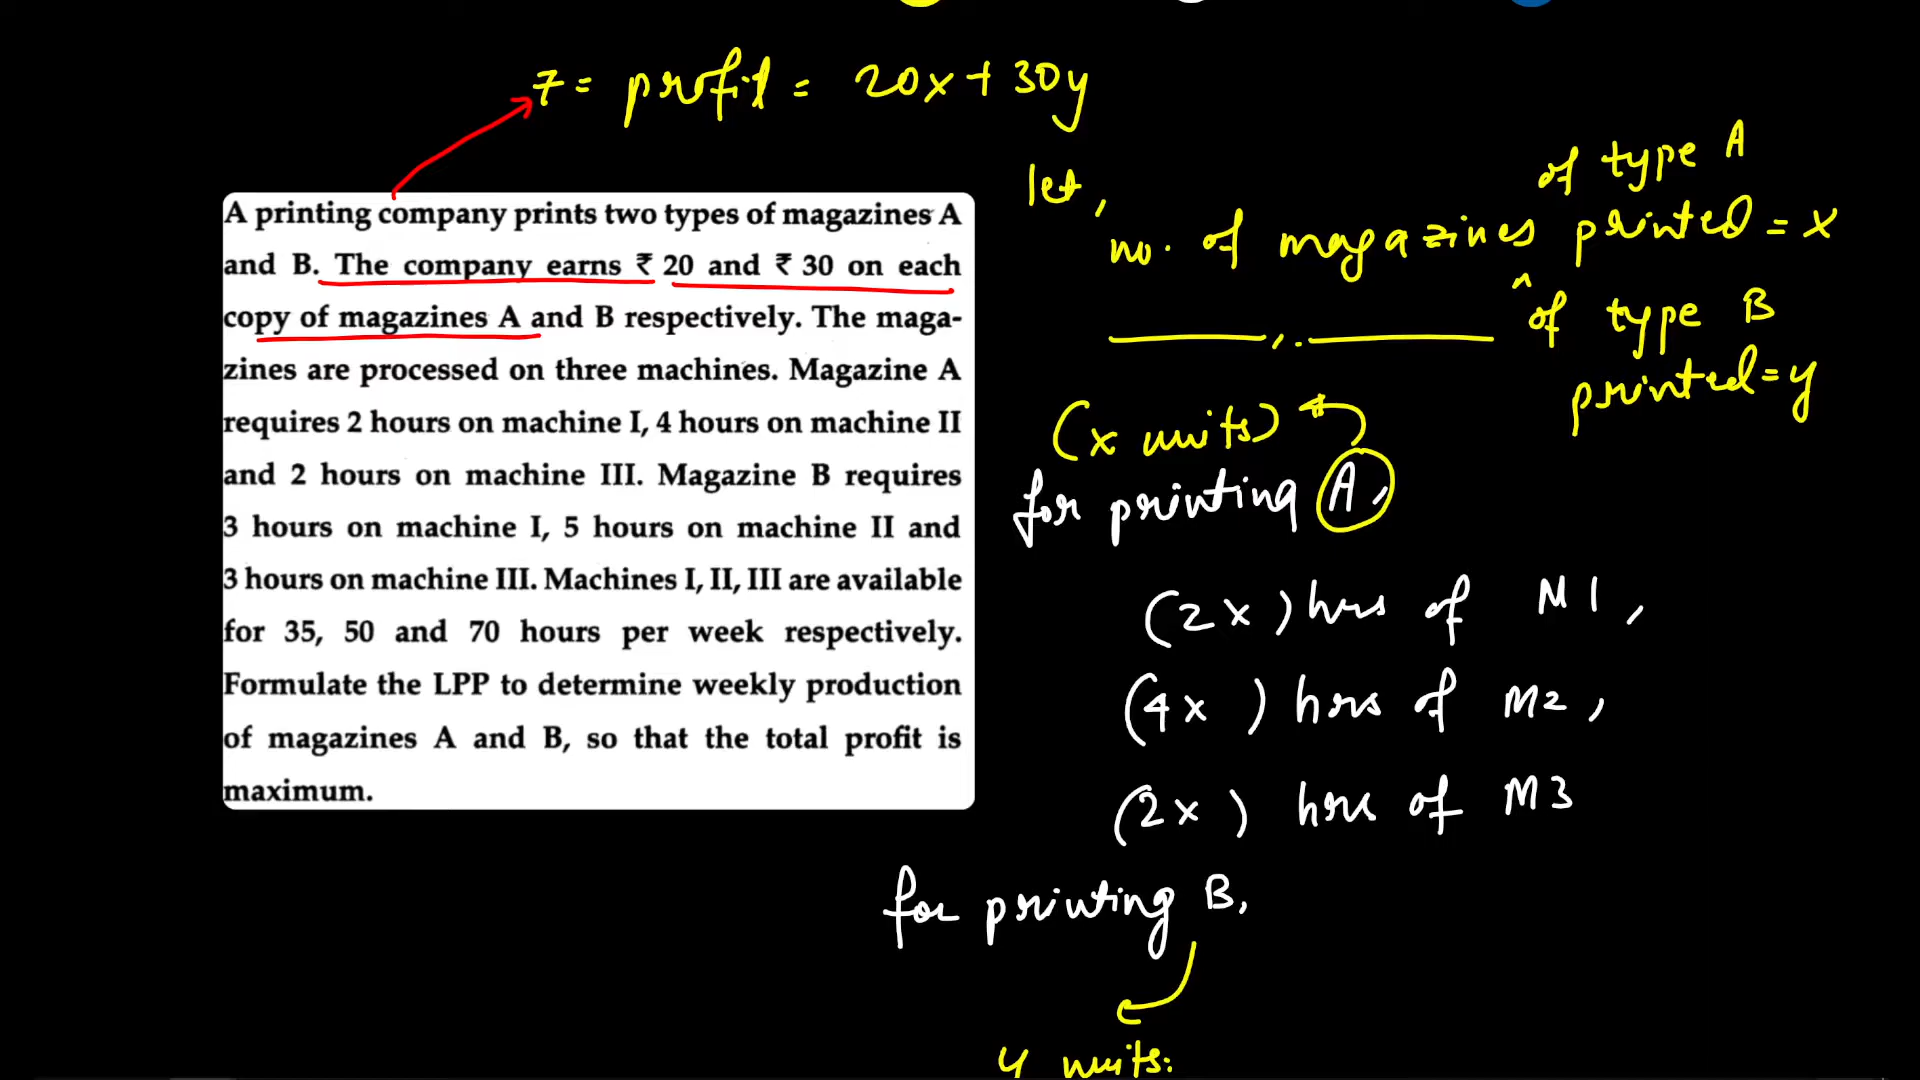 7 = profit = 20x + 30y
A printing company prints two types of magazines A
and B. The company earns ₹ 20 and ₹ 30 on each
copy of magazines A and B respectively. The maga-
zines are processed on three machines. Magazine A
requires 2 hours on machine I, 4 hours on machine II
and 2 hours on machine III. Magazine B requires
3 hours on machine I, 5 hours on machine II and
3 hours on machine III. Machines I, II, III are available
for 35, 50 and 70 hours per week respectively.
Formulate the LPP to determine weekly production
of magazines A and B, so that the total profit is
maximum.
let,
of type A
no. of magazines printed = x
of type B
printed = y
(x units)
for printing A,
(2x) hrs of M1,
(4x) hrs of M2,
(2x) hrs of M3
for printing B,
y units: